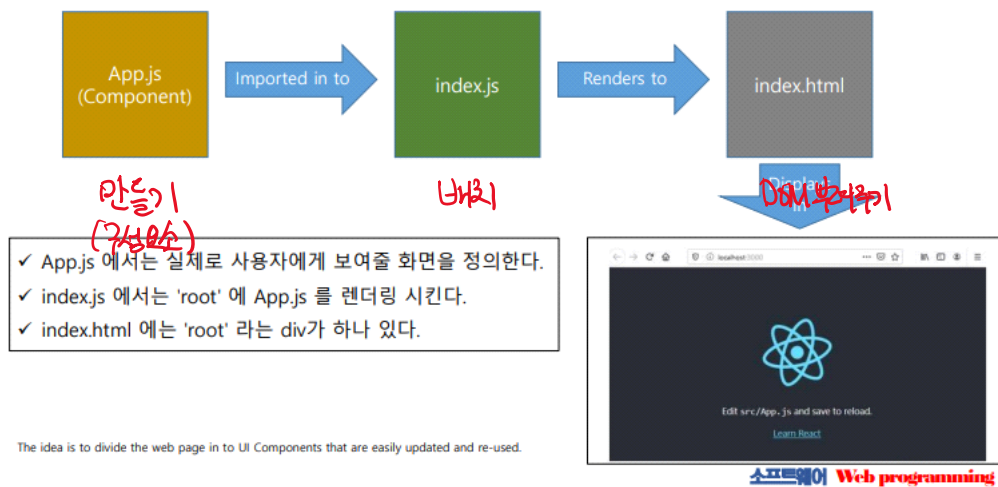 App.js
(Component)
Imported in to
index.js
Renders to
index.html
만들기
(구성요소)
배치
DOM 부여주기
✓ App.js 에서는 실제로 사용자에게 보여줄 화면을 정의한다.
✓ index.js 에서는 'root' 에 App.js 를 렌더링 시킨다.
✓ index.html 에는 'root' 라는 div가 하나 있다.
localhost:3000
Edit src/App.js and save to reload.
Learn React
The idea is to divide the web page in to UI Components that are easily updated and re-used.
소프트웨어 Web programming